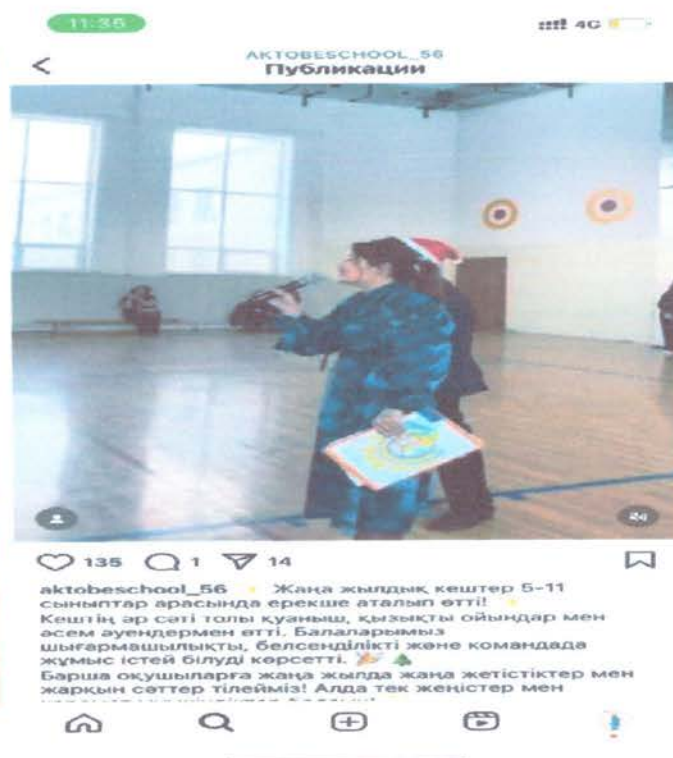 11:35
4G
AKTOBESCHOOL_56
Публикации
135 1 14
aktobeschool_56 Жаңа жылдық кештер 5-11
сыныптар арасында ерекше аталып өтті!
Кештің әр сәті толы қуаныш, қызықты ойындар мен
әсем әуендермен өтті. Балаларымыз
шығармашылықты, белсенділікті және командада
жұмыс істей білуді көрсетті. 🎉🎄
Барша оқушыларға жаңа жылда жаңа жетістіктер мен
жарқын сәттер тілейміз! Алда тек жеңістер мен